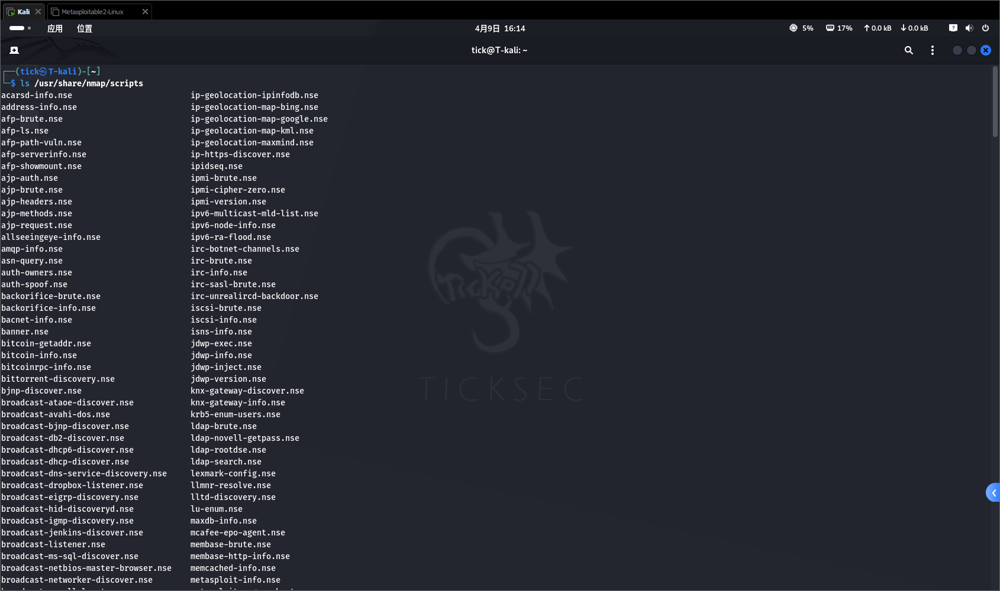 Kali
Metasploitable2-Linux
应用 位置
4月9日 16:14
5% 17% 0.0 kB 0.0 kB
tick@T-kali: ~
(tick㉿T-kali)-[~]
$ ls /usr/share/nmap/scripts
acarsd-info.nse ip-geolocation-ipinfodb.nse
address-info.nse ip-geolocation-map-bing.nse
afp-brute.nse ip-geolocation-map-google.nse
afp-ls.nse ip-geolocation-map-kml.nse
afp-path-vuln.nse ip-geolocation-maxmind.nse
afp-serverinfo.nse ip-https-discover.nse
afp-showmount.nse ipidseq.nse
ajp-auth.nse ipmi-brute.nse
ajp-brute.nse ipmi-cipher-zero.nse
ajp-headers.nse ipmi-version.nse
ajp-methods.nse ipv6-multicast-mld-list.nse
ajp-request.nse ipv6-node-info.nse
allseeingeye-info.nse ipv6-ra-flood.nse
amqp-info.nse irc-botnet-channels.nse
asn-query.nse irc-brute.nse
auth-owners.nse irc-info.nse
auth-spoof.nse irc-sasl-brute.nse
backorifice-brute.nse irc-unrealircd-backdoor.nse
backorifice-info.nse iscsi-brute.nse
bacnet-info.nse iscsi-info.nse
banner.nse isns-info.nse
bitcoin-getaddr.nse jdwp-exec.nse
bitcoin-info.nse jdwp-info.nse
bitcoinrpc-info.nse jdwp-inject.nse
bittorrent-discovery.nse jdwp-version.nse
bjnp-discover.nse knx-gateway-discover.nse
broadcast-ataoe-discover.nse knx-gateway-info.nse
broadcast-avahi-dos.nse krb5-enum-users.nse
broadcast-bjnp-discover.nse ldap-brute.nse
broadcast-db2-discover.nse ldap-novell-getpass.nse
broadcast-dhcp6-discover.nse ldap-rootdse.nse
broadcast-dhcp-discover.nse ldap-search.nse
broadcast-dns-service-discovery.nse lexmark-config.nse
broadcast-dropbox-listener.nse llmnr-resolve.nse
broadcast-eigrp-discovery.nse lltd-discovery.nse
broadcast-hid-discoveryd.nse lu-enum.nse
broadcast-igmp-discovery.nse maxdb-info.nse
broadcast-jenkins-discover.nse mcafee-epo-agent.nse
broadcast-listener.nse membase-brute.nse
broadcast-ms-sql-discover.nse membase-http-info.nse
broadcast-netbios-master-browser.nse memcached-info.nse
broadcast-networker-discover.nse metasploit-info.nse
TicKali
TICKSEC